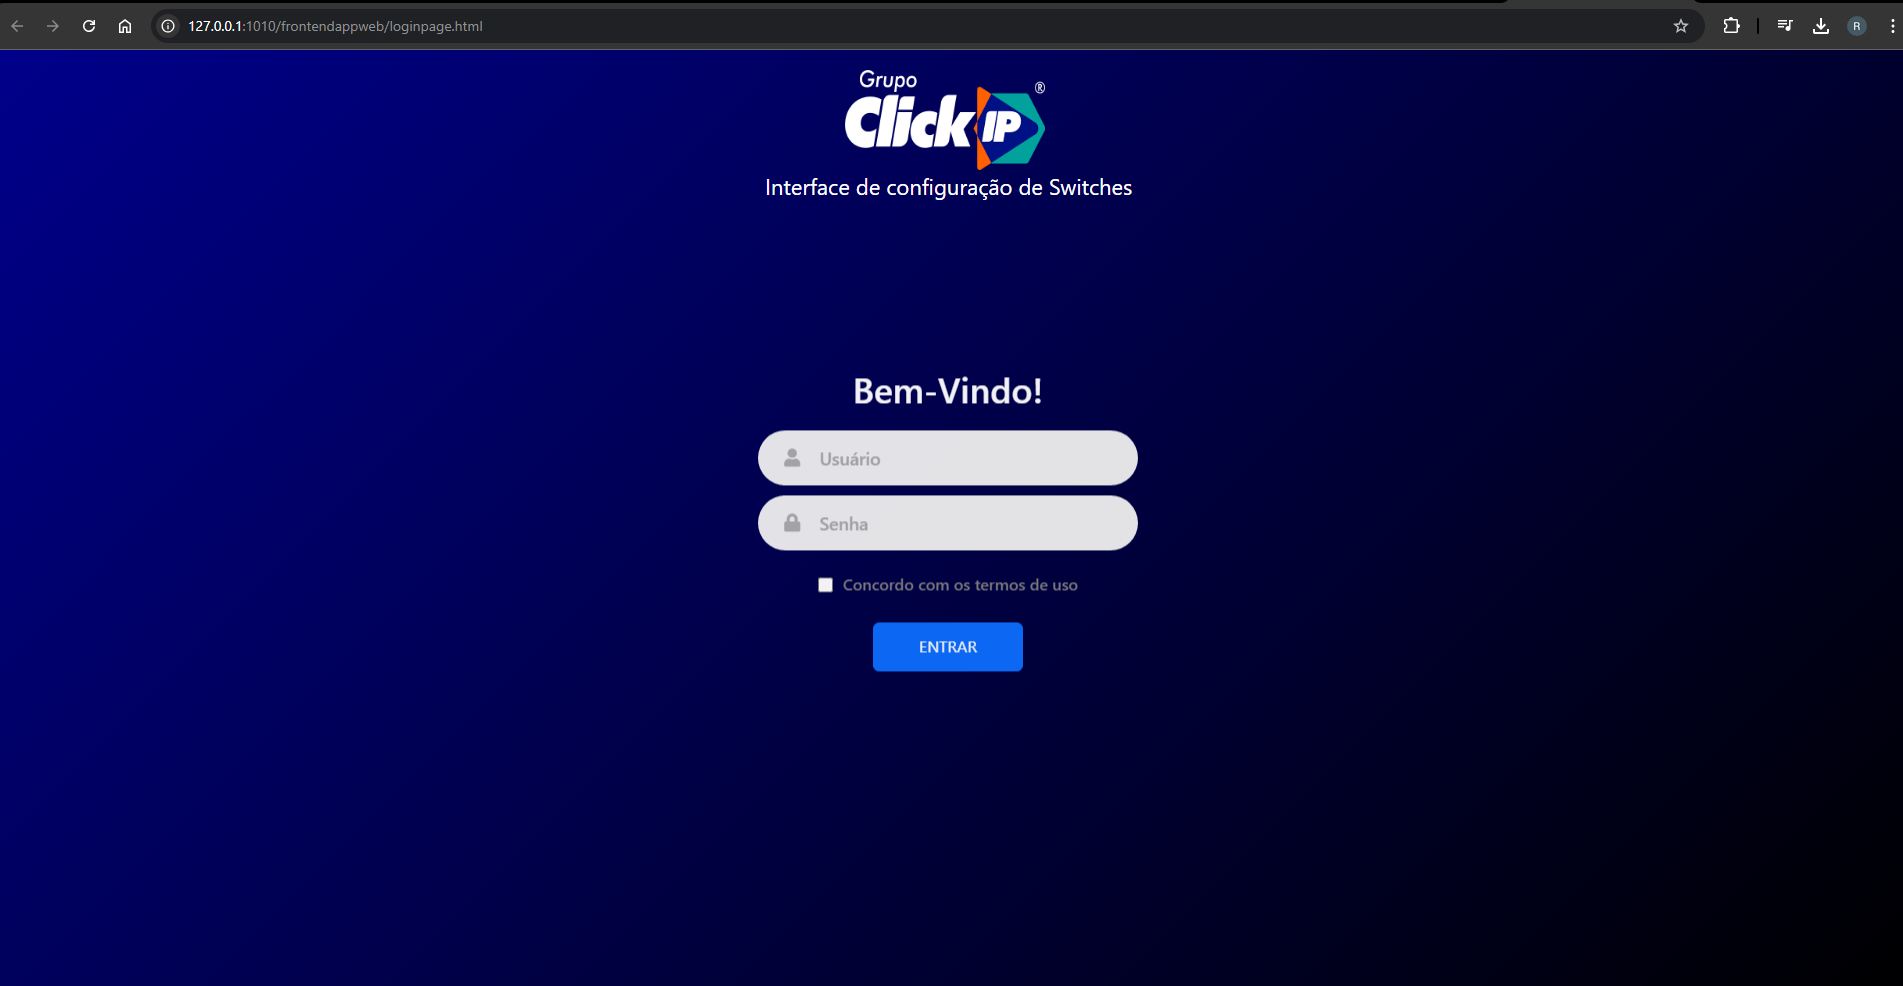 127.0.0.1:1010/frontendappweb/loginpage.html
R
Grupo
Click IP ®
Interface de configuração de Switches
Bem-Vindo!
Usuário
Senha
Concordo com os termos de uso
ENTRAR